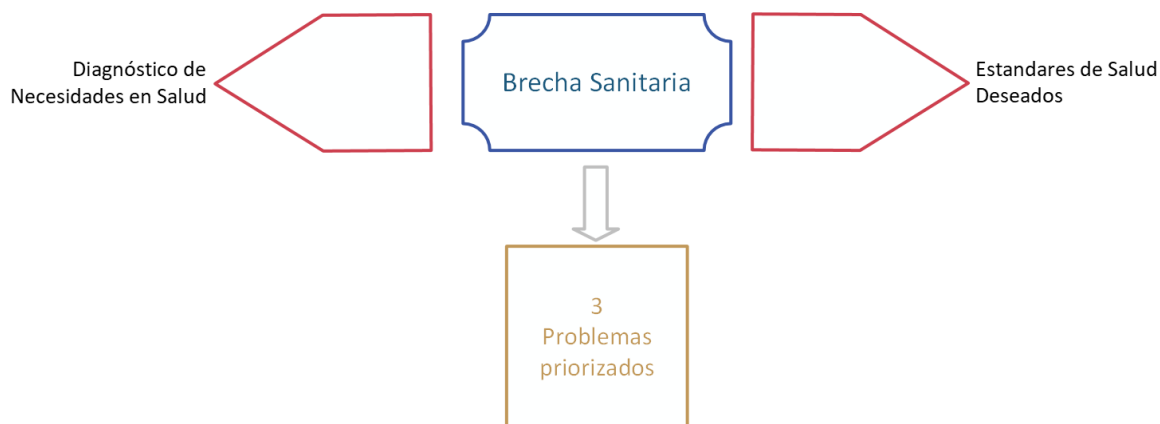 Diagnóstico de
Necesidades en Salud
Brecha Sanitaria
Estandares de Salud
Deseados
3
Problemas
priorizados